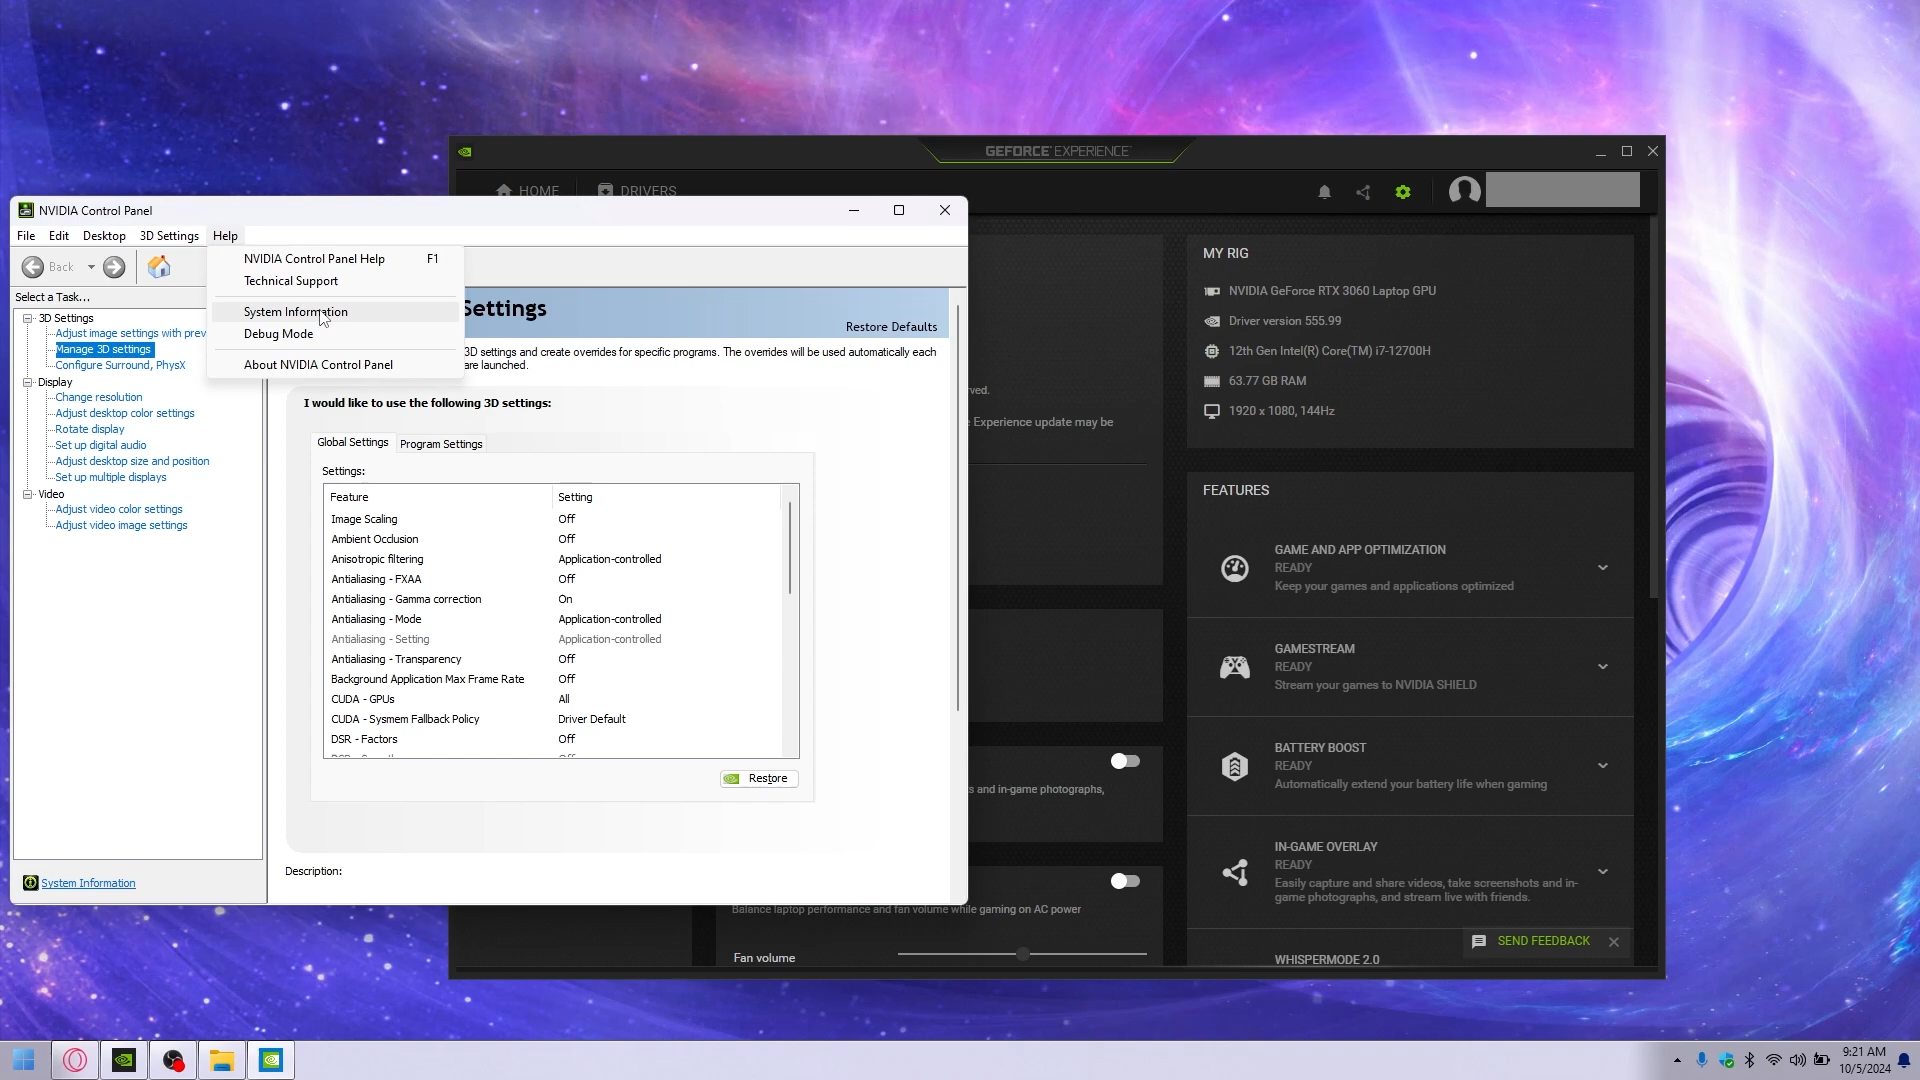 GEFORCE EXPERIENCE
HOME
DRIVERS
NVIDIA Control Panel
File Edit Desktop 3D Settings Help
Back
NVIDIA Control Panel Help F1
Technical Support
System Information
Debug Mode
About NVIDIA Control Panel
Select a Task...
3D Settings
Adjust image settings with prev
Manage 3D settings
Configure Surround, PhysX
Display
Change resolution
Adjust desktop color settings
Rotate display
Set up digital audio
Adjust desktop size and position
Set up multiple displays
Video
Adjust video color settings
Adjust video image settings
System Information
Settings
Restore Defaults
3D settings and create overrides for specific programs. The overrides will be used automatically each
are launched.
I would like to use the following 3D settings:
Global Settings Program Settings
Settings:
Feature Setting
Image Scaling Off
Ambient Occlusion Off
Anisotropic filtering Application-controlled
Antialiasing - FXAA Off
Antialiasing - Gamma correction On
Antialiasing - Mode Application-controlled
Antialiasing - Setting Application-controlled
Antialiasing - Transparency Off
Background Application Max Frame Rate Off
CUDA - GPUs All
CUDA - Sysmem Fallback Policy Driver Default
DSR - Factors Off
Restore
Description:
rved.
Experience update may be
s and in-game photographs,
Balance laptop performance and fan volume while gaming on AC power
Fan volume
MY RIG
NVIDIA GeForce RTX 3060 Laptop GPU
Driver version 555.99
12th Gen Intel(R) Core(TM) i7-12700H
63.77 GB RAM
1920 x 1080, 144Hz
FEATURES
GAME AND APP OPTIMIZATION
READY
Keep your games and applications optimized
GAMESTREAM
READY
Stream your games to NVIDIA SHIELD
BATTERY BOOST
READY
Automatically extend your battery life when gaming
IN-GAME OVERLAY
READY
Easily capture and share videos, take screenshots and in-
game photographs, and stream live with friends.
SEND FEEDBACK
WHISPERMODE 2.0
9:21 AM
10/5/2024